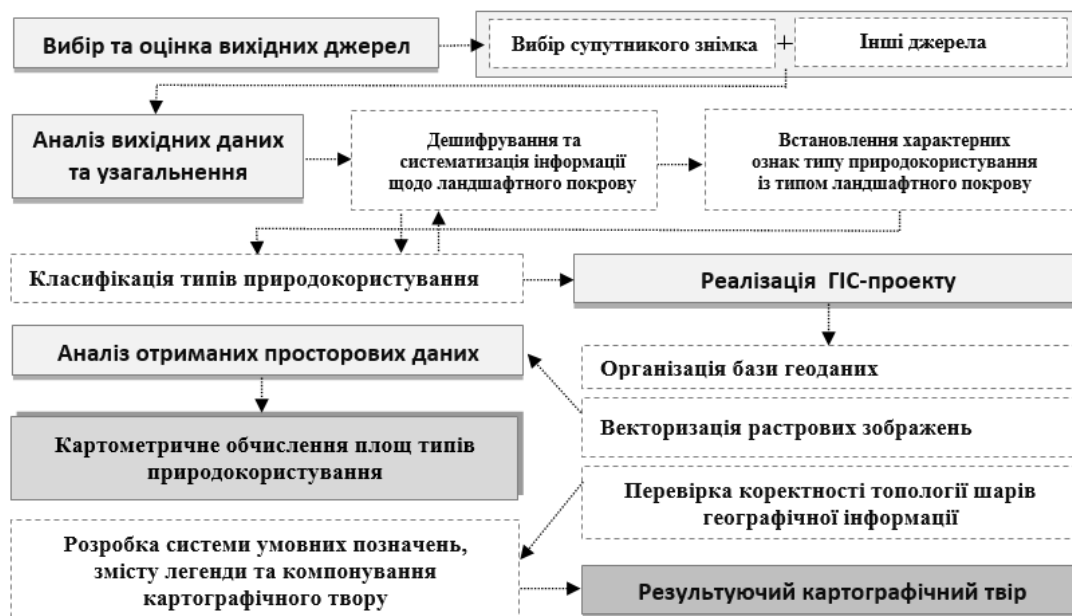 Вибір та оцінка вихідних джерел
Вибір супутникого знімка
+
Інші джерела
Аналіз вихідних даних
та узагальнення
Дешифрування та
систематизація інформації
щодо ландшафтного покрову
Встановлення характерних
ознак типу природокористування
із типом ландшафтного покрову
Класифікація типів природокористування
Реалізація ГІС-проекту
Аналіз отриманих просторових даних
Організація бази геоданих
Векторизація растрових зображень
Картометричне обчислення площ типів
природокористування
Перевірка коректності топології шарів
географічної інформації
Розробка системи умовних позначень,
змісту легенди та компонування
картографічного твору
Результуючий картографічний твір